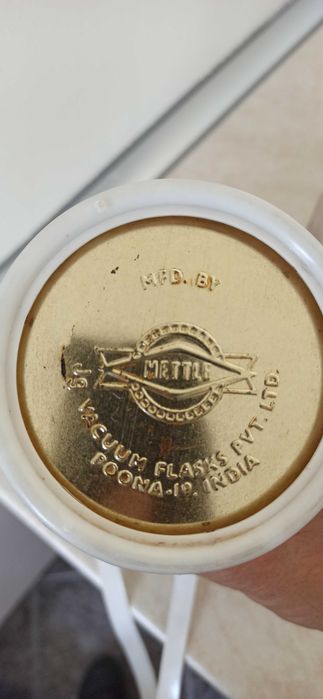 MFD. BY
METTLE
VACUUM FLASKS PVT. LTD.
POONA-19. INDIA